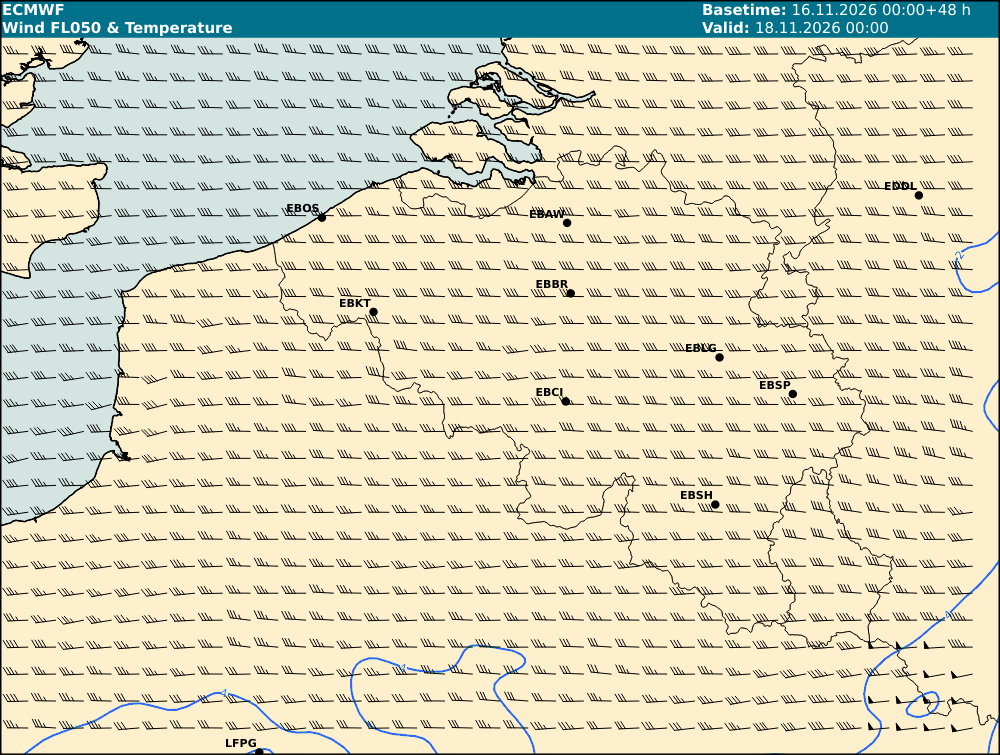 ECMWF
Basetime: 16.11.2026 00:00+48 h
Wind FL050 & Temperature
Valid: 18.11.2026 00:00
EDDL
EBOS
EBAW
EBBR
EBKT
EBLG
EBSP
EBCI
EBSH
LFPG